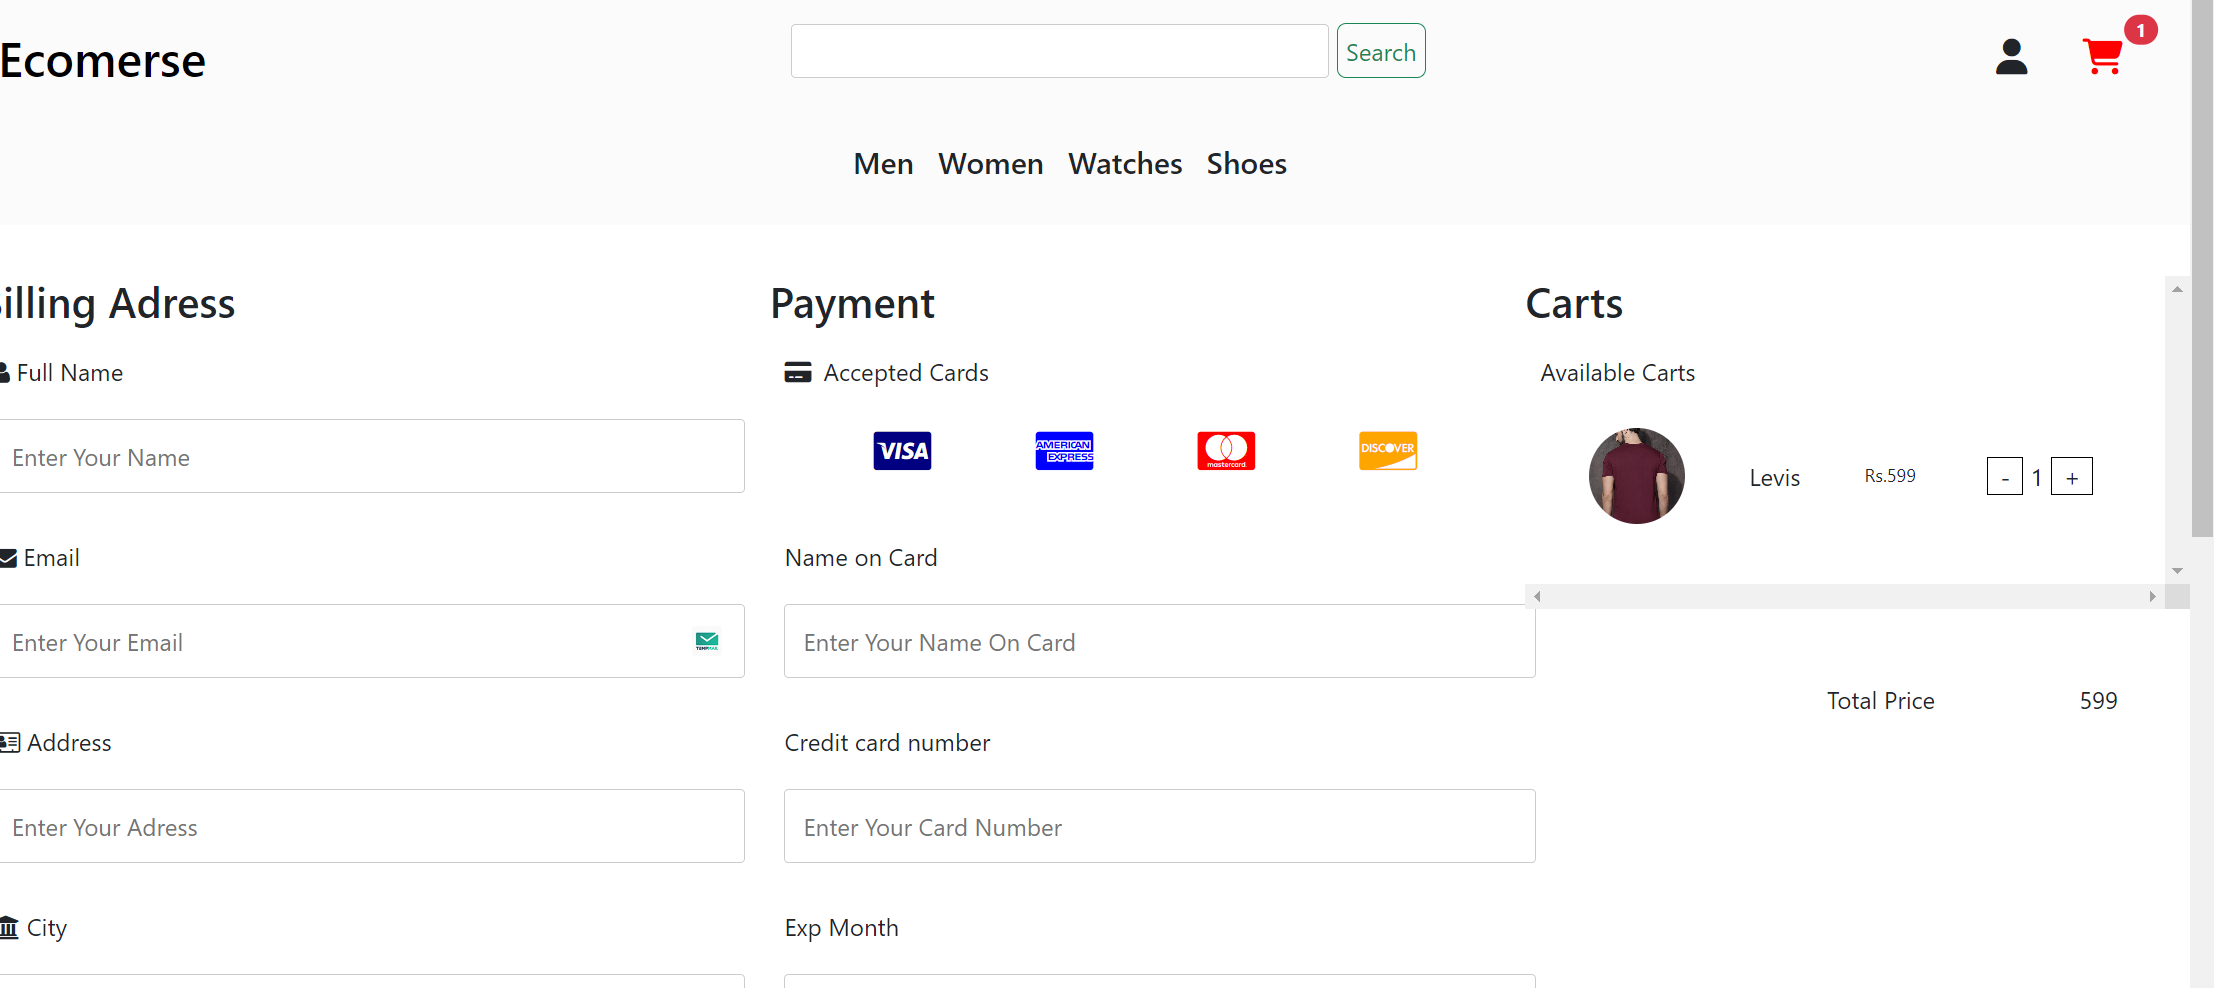 Ecomerse
Search
1
Men Women Watches Shoes
illing Adress
Full Name
Enter Your Name
Email
Enter Your Email
TEMPMAIL
Address
Enter Your Adress
City
Payment
Accepted Cards
VISA
AMERICAN
EXPRESS
mastercard.
DISCOVER
Name on Card
Enter Your Name On Card
Credit card number
Enter Your Card Number
Exp Month
Carts
Available Carts
Levis Rs.599 - 1 +
Total Price 599